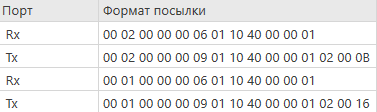 Порт Формат посылки
Rx 00 02 00 00 00 06 01 10 40 00 00 01
Tx 00 02 00 00 00 09 01 10 40 00 00 01 02 00 0B
Rx 00 01 00 00 00 06 01 10 40 00 00 01
Tx 00 01 00 00 00 09 01 10 40 00 00 01 02 00 16